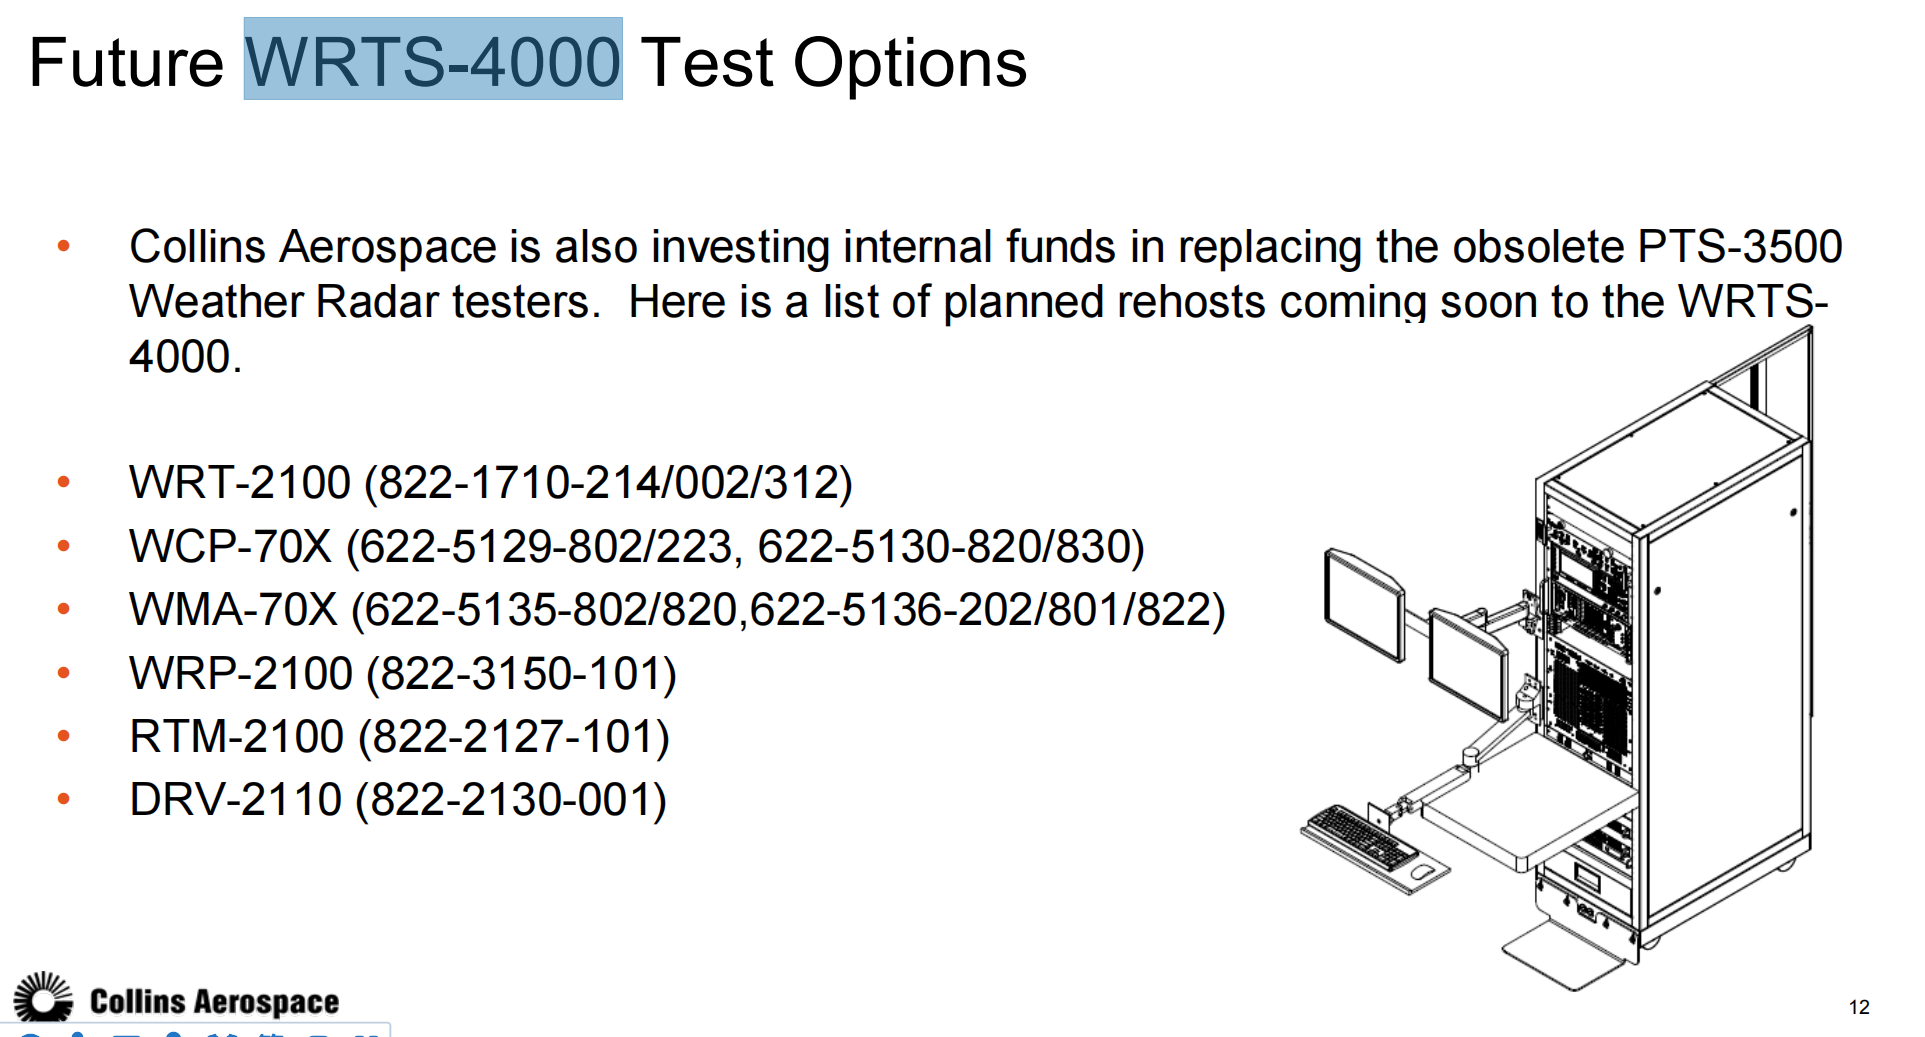 Future WRTS-4000 Test Options
• Collins Aerospace is also investing internal funds in replacing the obsolete PTS-3500
Weather Radar testers.  Here is a list of planned rehosts coming soon to the WRTS-
4000.
• WRT-2100 (822-1710-214/002/312)
• WCP-70X (622-5129-802/223, 622-5130-820/830)
• WMA-70X (622-5135-802/820,622-5136-202/801/822)
• WRP-2100 (822-3150-101)
• RTM-2100 (822-2127-101)
• DRV-2110 (822-2130-001)
Collins Aerospace
12